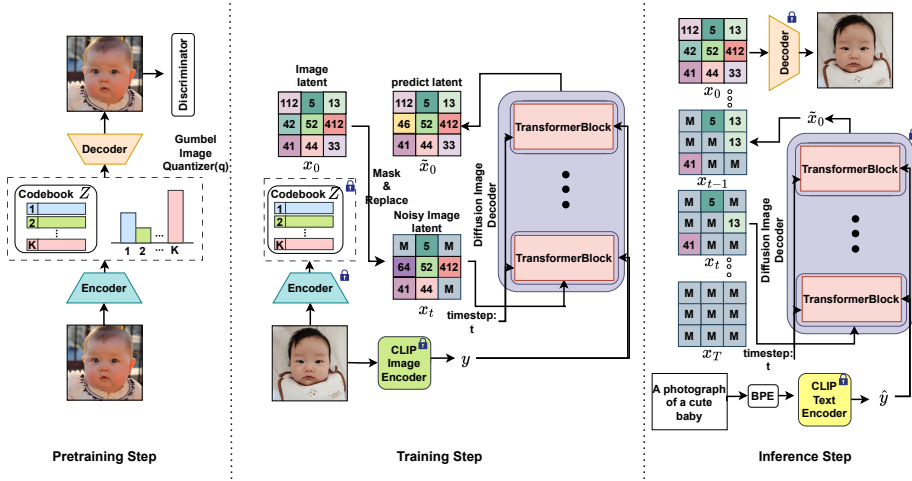 Discriminator
Decoder
Gumbel
Image
Quantizer(q)
Codebook Z
1
2
⋮
K
1 2 ... K
Encoder
Pretraining Step
Image
latent
112 5 13
42 52 412
41 44 33
x₀
predict latent
112 5 13
46 52 412
41 44 33
x̃₀
Mask
&
Replace
Codebook Z
1
2
⋮
K
Encoder
Noisy Image
latent
M 5 M
64 52 412
41 44 M
xₜ
Diffusion Image
Decoder
TransformerBlock
TransformerBlock
timestep:
t
CLIP
Image
Encoder
y
Training Step
112 5 13
42 52 412
41 44 33
x₀
Decoder
M 5 13
M M 13
41 M M
xₜ₋₁
x̃₀
M M M
M M 13
41 M M
xₜ
M M M
M M M
M M M
x_T
Diffusion Image
Decoder
TransformerBlock
TransformerBlock
timestep:
t
A photograph
of a cute
baby
BPE
CLIP
Text
Encoder
ŷ
Inference Step